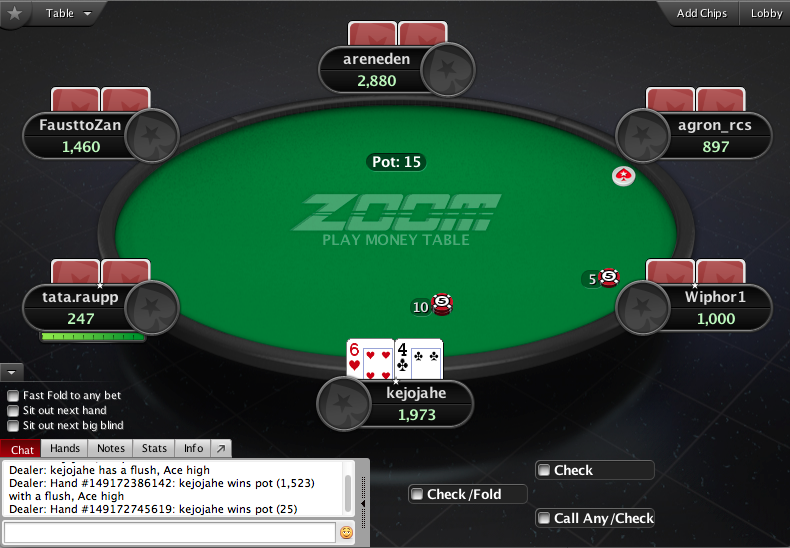 Table
Add Chips
Lobby
areneden
2,880
FausttoZan
1,460
agron_rcs
897
Pot: 15
ZOOM
PLAY MONEY TABLE
tata.raupp
247
5
S
10
S
Wiphor1
1,000
6
4
kejojahe
1,973
Fast Fold to any bet
Sit out next hand
Sit out next big blind
Chat
Hands
Notes
Stats
Info
Dealer: kejojahe has a flush, Ace high
Dealer: Hand #149172386142: kejojahe wins pot (1,523)
with a flush, Ace high
Dealer: Hand #149172745619: kejojahe wins pot (25)
Check/Fold
Check
Call Any/Check